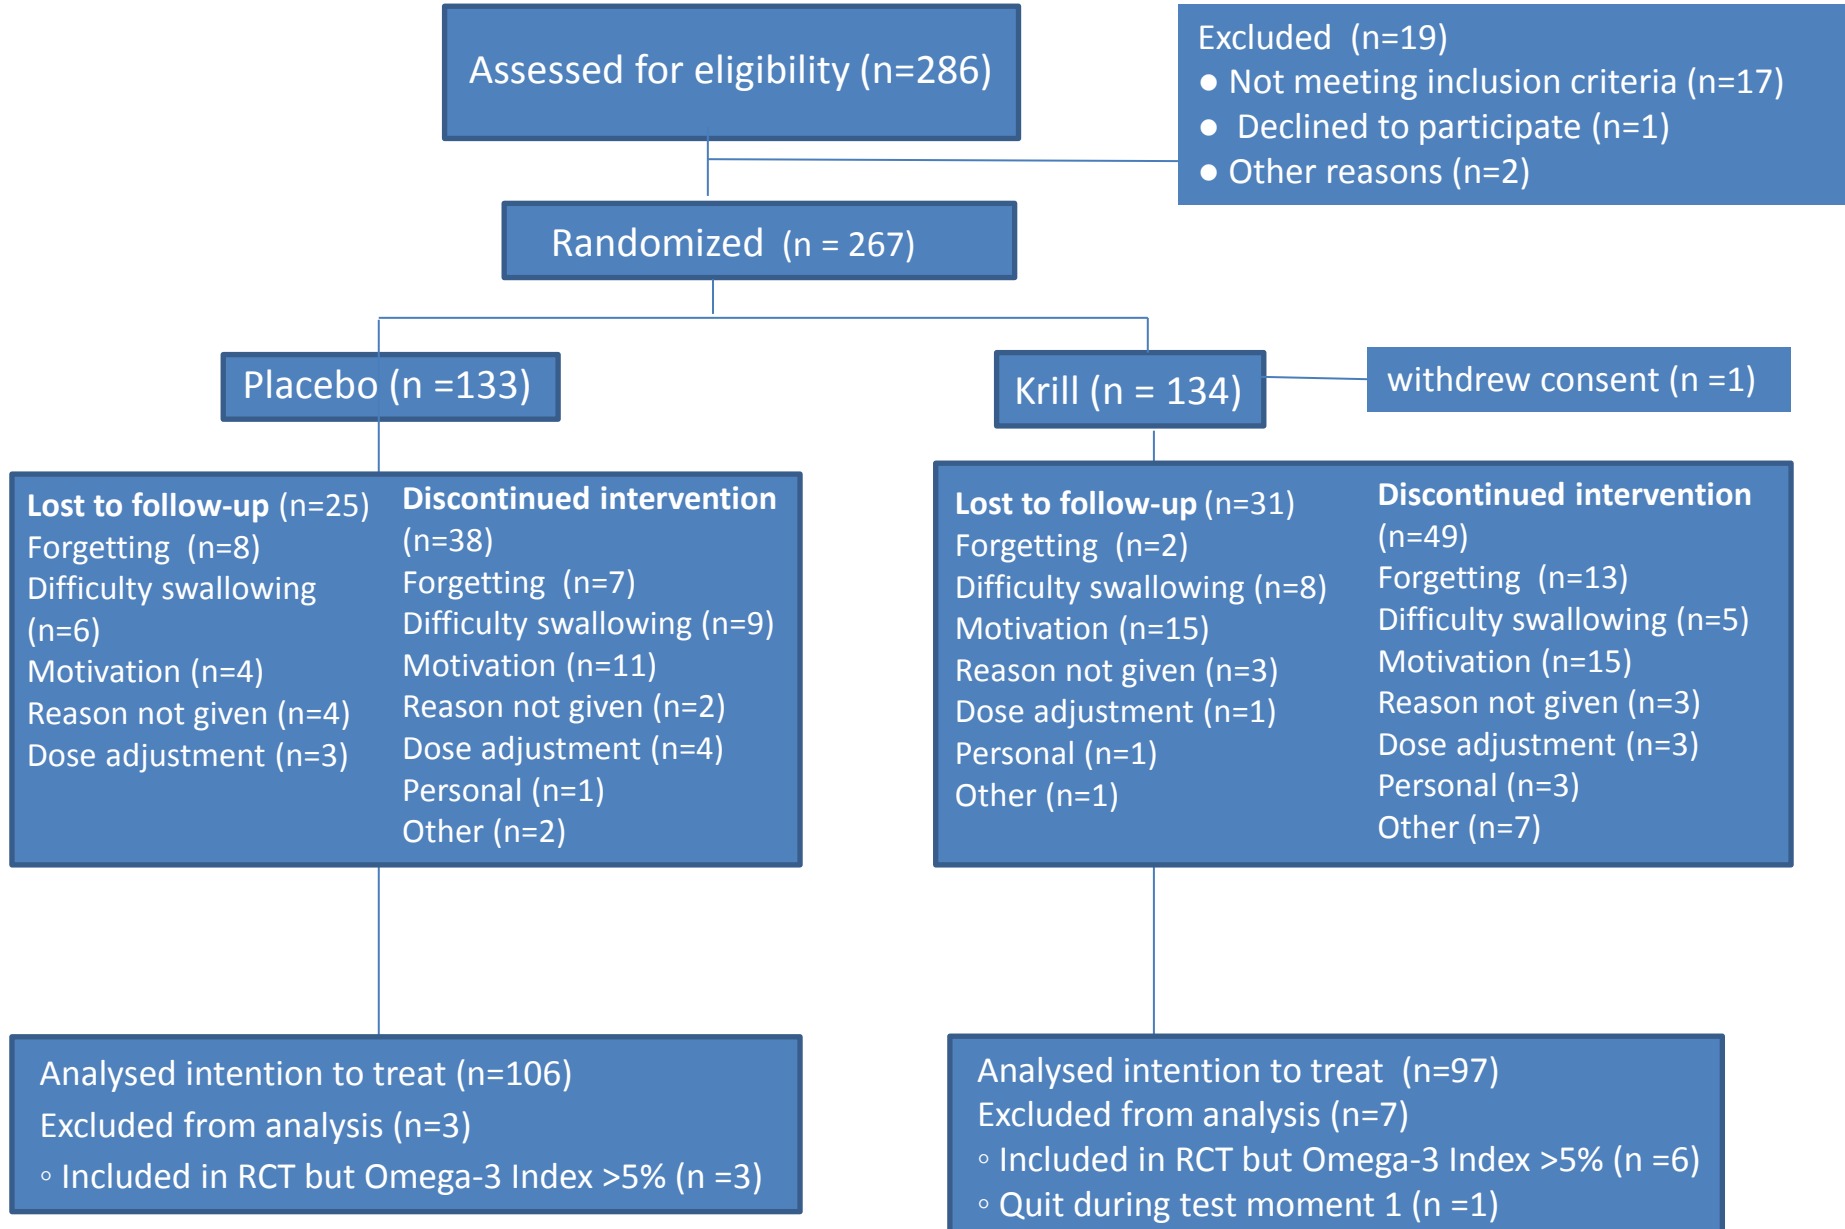 Assessed for eligibility (n=286)
Excluded (n=19)
● Not meeting inclusion criteria (n=17)
● Declined to participate (n=1)
● Other reasons (n=2)
Randomized (n = 267)
Placebo (n =133)
Krill (n = 134)
withdrew consent (n =1)
Lost to follow-up (n=25)
Forgetting (n=8)
Difficulty swallowing
(n=6)
Motivation (n=4)
Reason not given (n=4)
Dose adjustment (n=3)
Discontinued intervention
(n=38)
Forgetting (n=7)
Difficulty swallowing (n=9)
Motivation (n=11)
Reason not given (n=2)
Dose adjustment (n=4)
Personal (n=1)
Other (n=2)
Lost to follow-up (n=31)
Forgetting (n=2)
Difficulty swallowing (n=8)
Motivation (n=15)
Reason not given (n=3)
Dose adjustment (n=1)
Personal (n=1)
Other (n=1)
Discontinued intervention
(n=49)
Forgetting (n=13)
Difficulty swallowing (n=5)
Motivation (n=15)
Reason not given (n=3)
Dose adjustment (n=3)
Personal (n=3)
Other (n=7)
Analysed intention to treat (n=106)
Excluded from analysis (n=3)
◦ Included in RCT but Omega-3 Index >5% (n =3)
Analysed intention to treat (n=97)
Excluded from analysis (n=7)
◦ Included in RCT but Omega-3 Index >5% (n =6)
◦ Quit during test moment 1 (n =1)